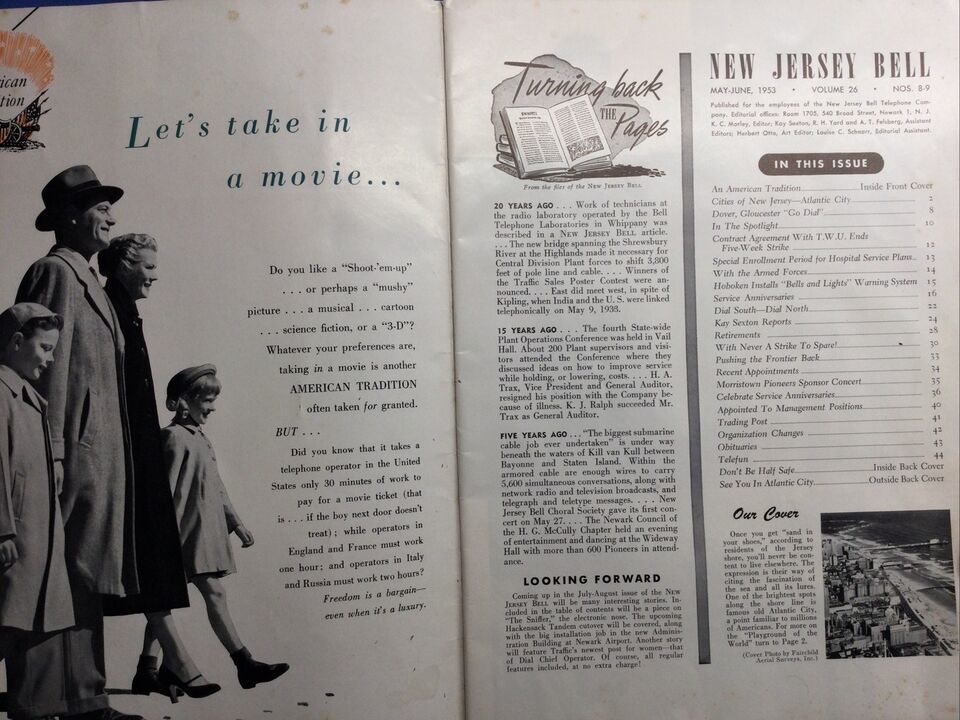 ican
tion
Let's take in
a movie...
Do you like a "Shoot-'em-up"
. . . or perhaps a "mushy"
picture . . . a musical . . . cartoon
. . . science fiction, or a "3-D"?
Whatever your preferences are,
taking in a movie is another
AMERICAN TRADITION
often taken for granted.
BUT . . .
Did you know that it takes a
telephone operator in the United
States only 30 minutes of work to
pay for a movie ticket (that
is . . . if the boy next door doesn't
treat) ; while operators in
England and France must work
one hour; and operators in Italy
and Russia must work two hours?
Freedom is a bargain—
even when it's a luxury.
Turning back
THE
Pages
From the files of the NEW JERSEY BELL
20 YEARS AGO . . . Work of technicians at
the radio laboratory operated by the Bell
Telephone Laboratories in Whippany was
described in a NEW JERSEY BELL article.
. . . The new bridge spanning the Shrewsbury
River at the Highlands made it necessary for
Central Division Plant forces to shift 3,800
feet of pole line and cable. . . . Winners of
the Traffic Sales Poster Contest were an-
nounced. . . . East did meet west, in spite of
Kipling, when India and the U. S. were linked
telephonically on May 9, 1933.
15 YEARS AGO . . . The fourth State-wide
Plant Operations Conference was held in Vail
Hall. About 200 Plant supervisors and visi-
tors attended the Conference where they
discussed ideas on how to improve service
while holding, or lowering, costs. . . . H. A.
Trax, Vice President and General Auditor,
resigned his position with the Company be-
cause of illness. K. J. Ralph succeeded Mr.
Trax as General Auditor.
FIVE YEARS AGO . . . "The biggest submarine
cable job ever undertaken" is under way
beneath the waters of Kill van Kull between
Bayonne and Staten Island. Within the
armored cable are enough wires to carry
5,600 simultaneous conversations, along with
network radio and television broadcasts, and
telegraph and teletype messages. . . . New
Jersey Bell Choral Society gave its first con-
cert on May 27. . . . The Newark Council of
the H. G. McCully Chapter held an evening
of entertainment and dancing at the Wideway
Hall with more than 600 Pioneers in attend-
ance.
LOOKING FORWARD
Coming up in the July-August issue of the NEW
JERSEY BELL will be many interesting stories. In-
cluded in the table of contents will be a piece on
"The Sniffer," the electronic nose. The upcoming
Hackensack Tandem cutover will be covered, along
with the big installation job in the new Adminis-
tration Building at Newark Airport. Another story
will feature Traffic's newest post for women—that
of Dial Chief Operator. Of course, all regular
features included, at no extra charge!
NEW JERSEY BELL
MAY-JUNE, 1953 • VOLUME 26 • NOS. 8-9
Published for the employees of the New Jersey Bell Telephone Com-
pany. Editorial offices: Room 1705, 540 Broad Street, Newark 1, N. J.
K. C. Morley, Editor; Kay Sexton, R. H. Yard and A. T. Felsberg, Assistant
Editors; Herbert Otto, Art Editor; Louise C. Schnarr, Editorial Assistant.
IN THIS ISSUE
An American Tradition Inside Front Cover
Cities of New Jersey—Atlantic City 2
Dover, Gloucester "Go Dial" 8
In The Spotlight 10
Contract Agreement With T.W.U. Ends
Five-Week Strike 12
Special Enrollment Period for Hospital Service Plans 13
With the Armed Forces 14
Hoboken Installs "Bells and Lights" Warning System 15
Service Anniversaries 16
Dial South—Dial North 22
Kay Sexton Reports 24
Retirements 28
With Never A Strike To Spare! 30
Pushing the Frontier Back 33
Recent Appointments 34
Morristown Pioneers Sponsor Concert 35
Celebrate Service Anniversaries 36
Appointed To Management Positions 40
Trading Post 41
Organization Changes 42
Obituaries 43
Telefun 44
Don't Be Half Safe Inside Back Cover
See You In Atlantic City Outside Back Cover
Our Cover
Once you get "sand in
your shoes," according to
residents of the Jersey
shore, you'll never be con-
tent to live elsewhere. The
expression is their way of
citing the fascination of
the sea and all its lures.
One of the brightest spots
along the shore line is
famous old Atlantic City,
a point familiar to millions
of Americans. For more on
the "Playground of the
World" turn to Page 2.
(Cover Photo by Fairchild
Aerial Surveys, Inc.)